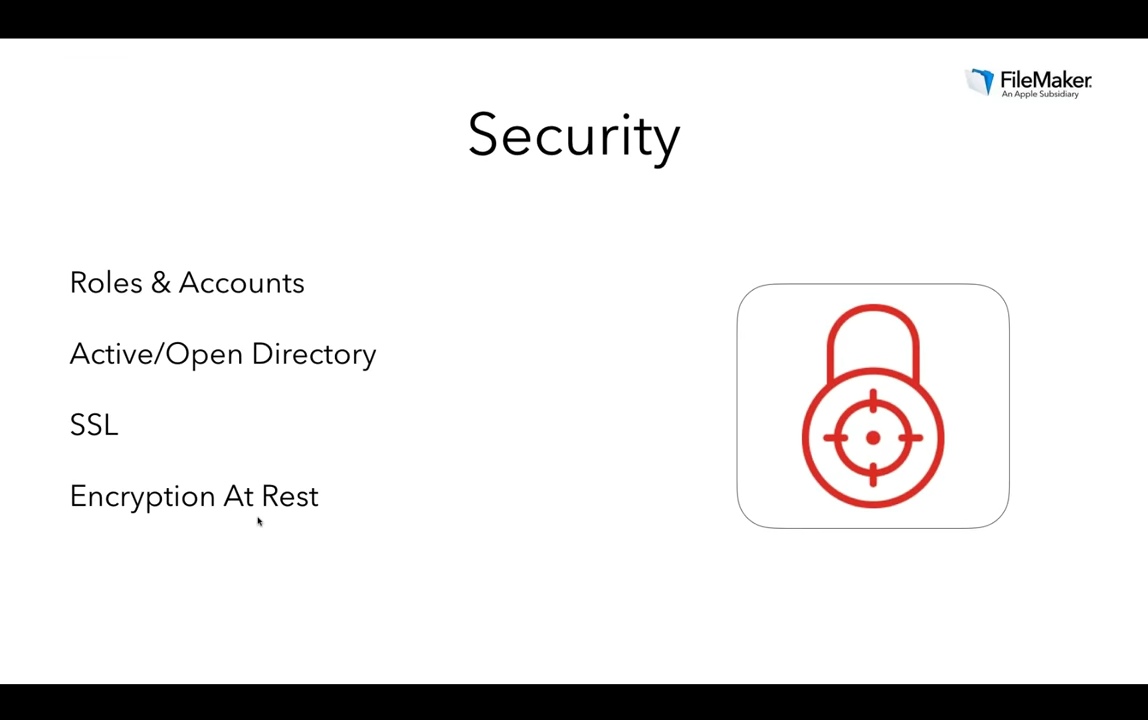 FileMaker.
An Apple Subsidiary
Security
Roles & Accounts
Active/Open Directory
SSL
Encryption At Rest